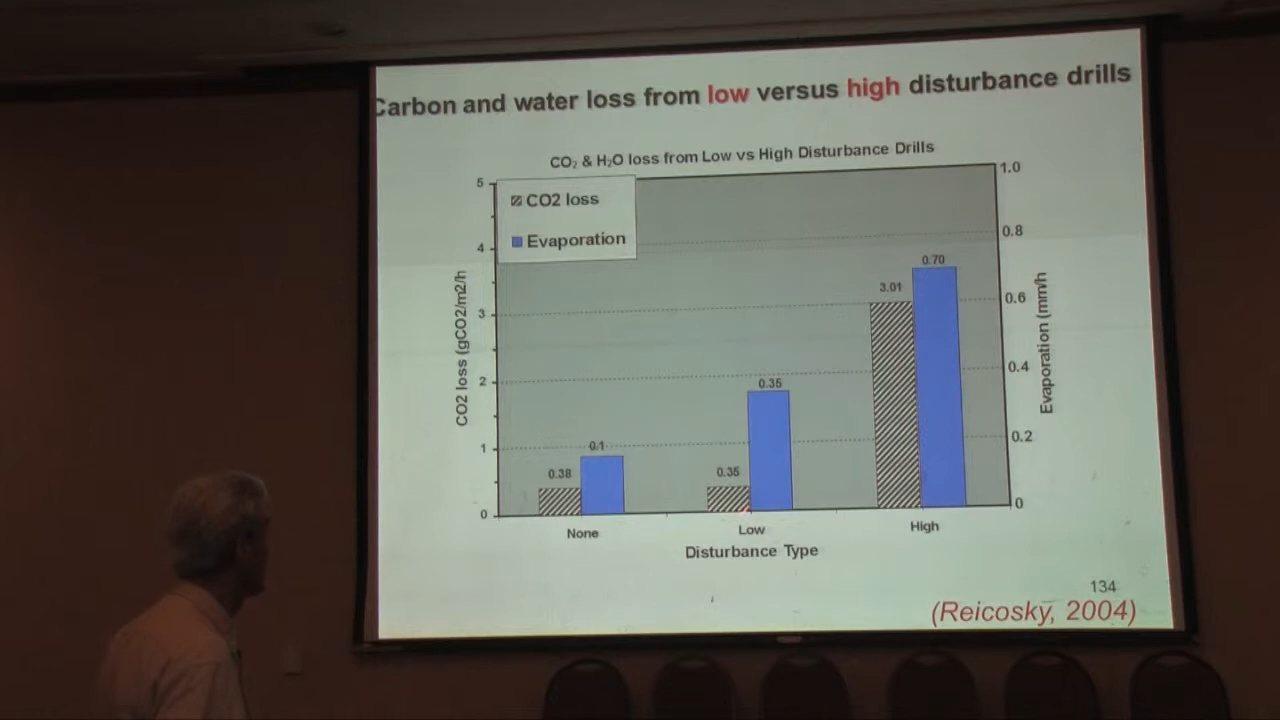 Carbon and water loss from low versus high disturbance drills
CO₂ & H₂O loss from Low vs High Disturbance Drills
CO2 loss
Evaporation
CO2 loss (gCO2/m2/h
5
4
3
2
1
0
0.38
0.1
0.35
0.35
3.01
0.70
1.0
0.8
0.6
0.4
0.2
0
Evaporation (mm/h
None
Low
High
Disturbance Type
134
(Reicosky, 2004)